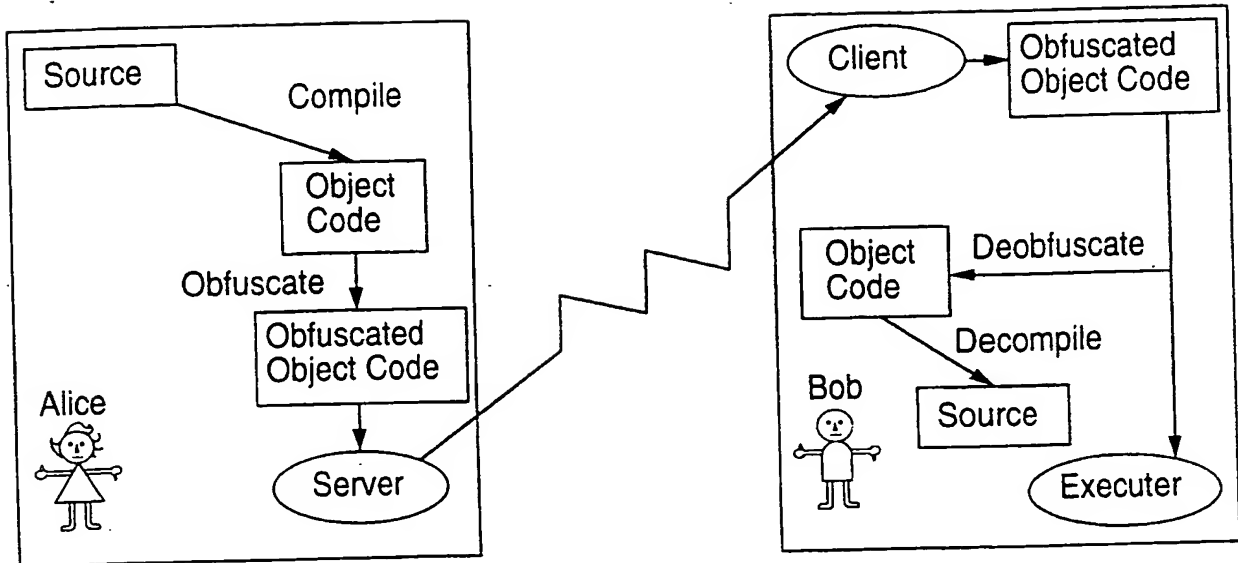 Source
Compile
Object
Code
Obfuscate
Obfuscated
Object Code
Alice
Server
Client
Obfuscated
Object Code
Object
Code
Deobfuscate
Decompile
Bob
Source
Executer